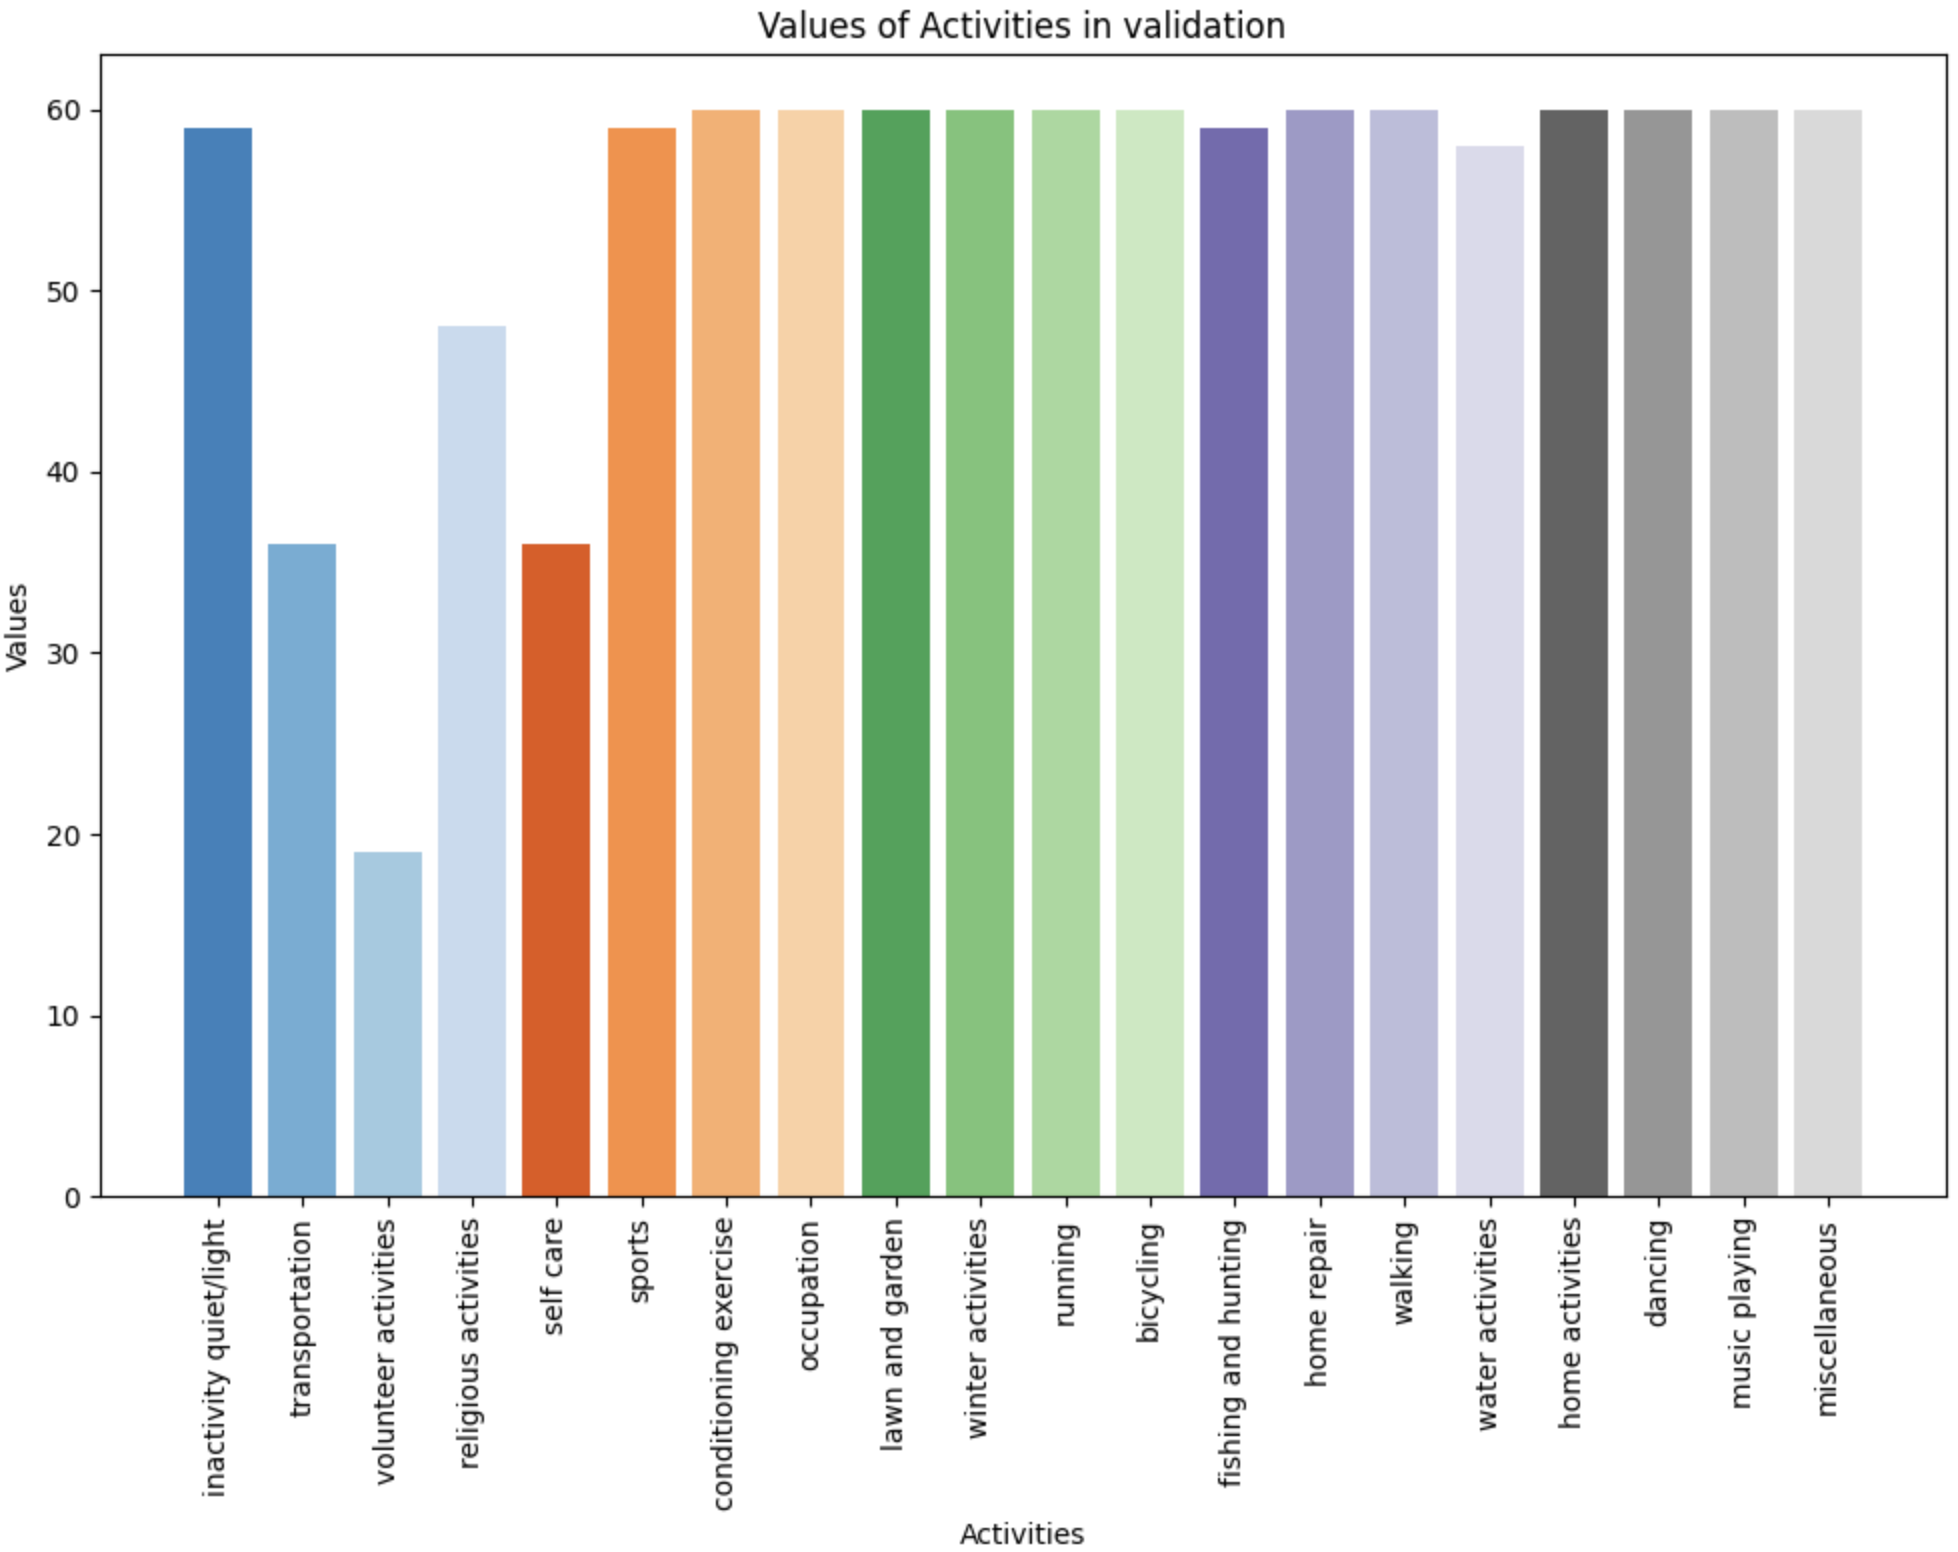 Values of Activities in validation
Values
60
50
40
30
20
10
0
inactivity quiet/light
transportation
volunteer activities
religious activities
self care
sports
conditioning exercise
occupation
lawn and garden
winter activities
running
bicycling
fishing and hunting
home repair
walking
water activities
home activities
dancing
music playing
miscellaneous
Activities